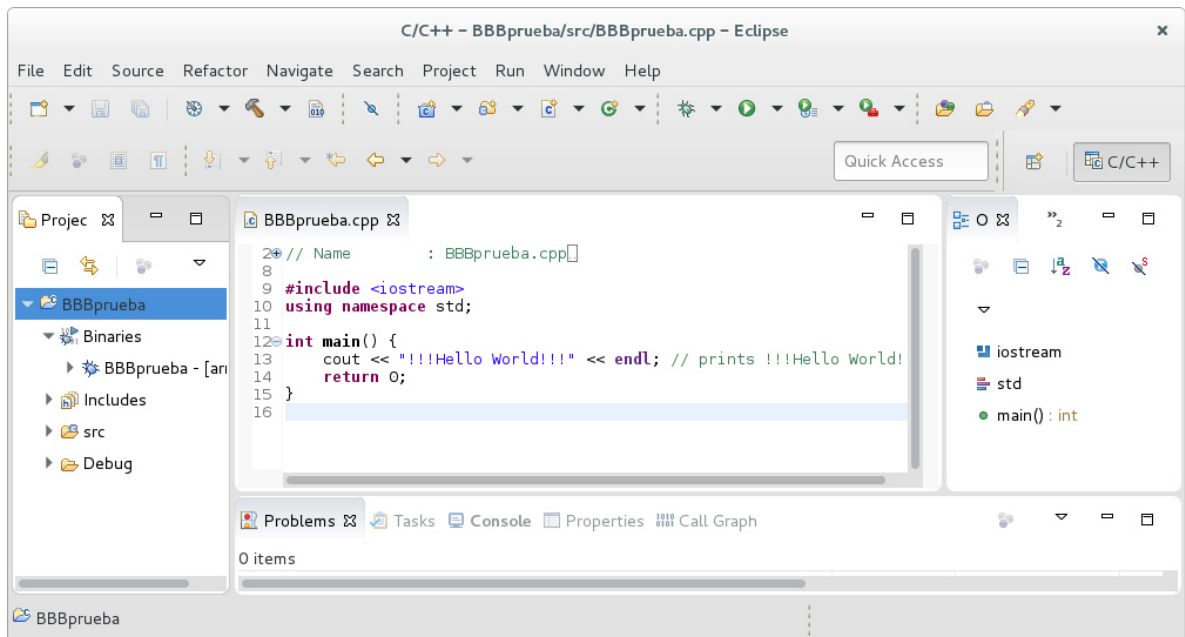 C/C++ – BBBprueba/src/BBBprueba.cpp – Eclipse
File Edit Source Refactor Navigate Search Project Run Window Help
Quick Access
C/C++
Projec
BBBprueba
Binaries
BBBprueba - [arı
Includes
src
Debug
BBBprueba.cpp
2 // Name : BBBprueba.cpp
8
9 #include <iostream>
10 using namespace std;
11
12 int main() {
13 cout << "!!!Hello World!!!" << endl; // prints !!!Hello World!
14 return 0;
15 }
16
O
2
iostream
std
main() : int
Problems Tasks Console Properties Call Graph
0 items
BBBprueba